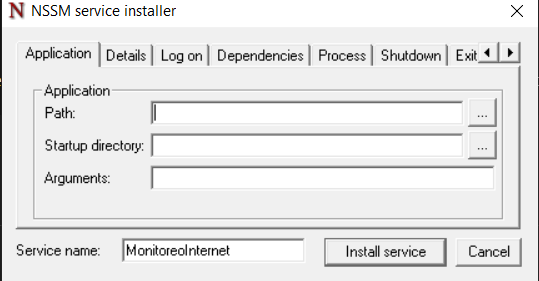 NSSM service installer
Application Details Log on Dependencies Process Shutdown Exit
Application
Path:
...
Startup directory:
...
Arguments:
Service name: MonitoreoInternet Install service Cancel